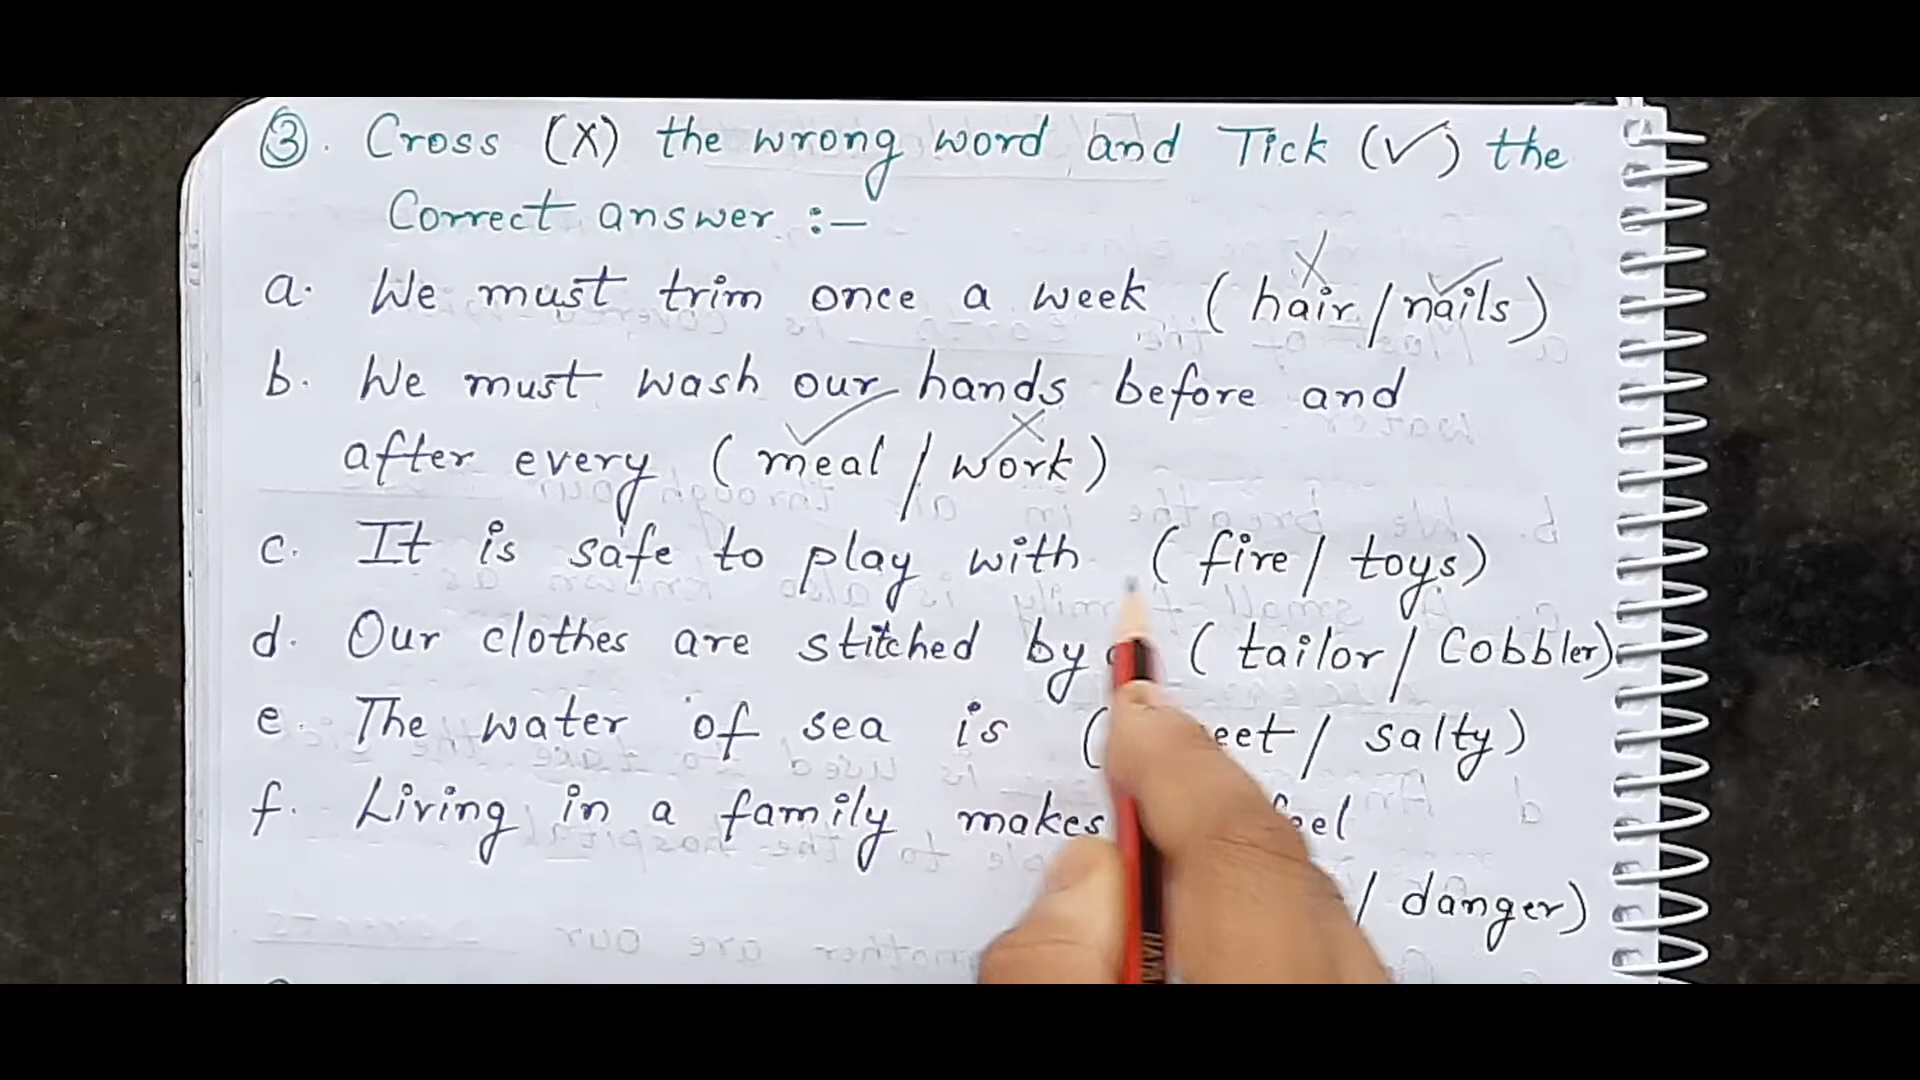 3. Cross (X) the wrong word and Tick (✓) the
Correct answer :-
a. We must trim once a week (hair/nails)
b. We must wash our hands before and
after every (meal/work)
c. It is safe to play with (fire/toys)
d. Our clothes are stitched by (tailor/Cobbler)
e. The water of sea is ( eet/salty)
f. Living in a family makes eel
/danger)